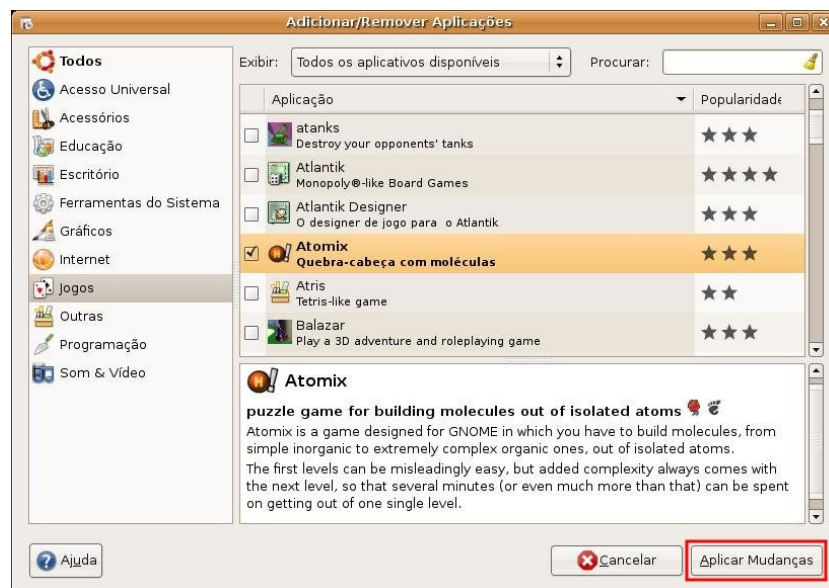 Adicionar/Remover Aplicações
Todos
Acesso Universal
Acessórios
Educação
Escritório
Ferramentas do Sistema
Gráficos
Internet
Jogos
Outras
Programação
Som & Vídeo
Exibir: Todos os aplicativos disponíveis Procurar:
Aplicação Popularidade
atanks
Destroy your opponents' tanks
Atlantik
Monopoly®-like Board Games
Atlantik Designer
O designer de jogo para o Atlantik
Atomix
Quebra-cabeça com moléculas
Atris
Tetris-like game
Balazar
Play a 3D adventure and roleplaying game
Atomix
puzzle game for building molecules out of isolated atoms
Atomix is a game designed for GNOME in which you have to build molecules, from
simple inorganic to extremely complex organic ones, out of isolated atoms.
The first levels can be misleadingly easy, but added complexity always comes with
the next level, so that several minutes (or even much more than that) can be spent
on getting out of one single level.
Ajuda Cancelar Aplicar Mudanças